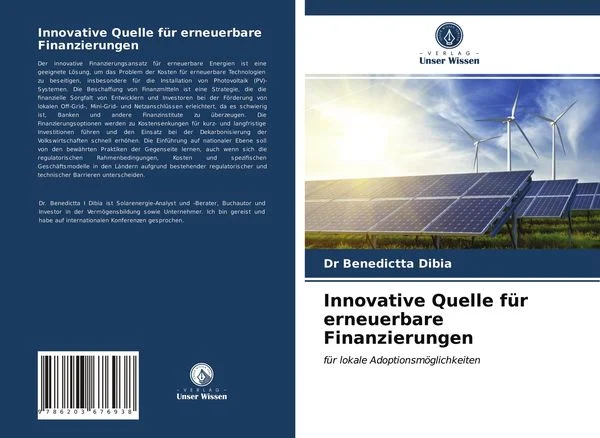 Innovative Quelle für erneuerbare
Finanzierungen
Der innovative Finanzierungsansatz für erneuerbare Energien ist eine
geeignete Lösung, um das Problem der Kosten für erneuerbare Technologien
zu beseitigen, insbesondere für die Installation von Photovoltaik (PV)-
Systemen. Die Beschaffung von Finanzmitteln ist eine Strategie, die die
finanzielle Sorgfalt von Entwicklern und Investoren bei der Förderung von
lokalen Off-Grid-, Mini-Grid- und Netzanschlüssen erleichtert, da es schwierig
ist, Banken und andere Finanzinstitute zu überzeugen. Die
Finanzierungsoptionen werden zu Kostensenkungen für kurz- und langfristige
Investitionen führen und den Einsatz bei der Dekarbonisierung der
Volkswirtschaften schnell erhöhen. Die Einführung auf nationaler Ebene soll
von den bewährten Praktiken der Gegenseite lernen, auch wenn sich die
regulatorischen Rahmenbedingungen, Kosten und spezifischen
Geschäftsmodelle in den Ländern aufgrund bestehender regulatorischer und
technischer Barrieren unterscheiden.
Dr. Benedictta I Dibia ist Solarenergie-Analyst und -Berater, Buchautor und
Investor in der Vermögensbildung sowie Unternehmer. Ich bin gereist und
habe auf internationalen Konferenzen gesprochen.
9 786203 676938
VERLAG
Unser Wissen
VERLAG
Unser Wissen
Dr Benedictta Dibia
Innovative Quelle für
erneuerbare
Finanzierungen
für lokale Adoptionsmöglichkeiten